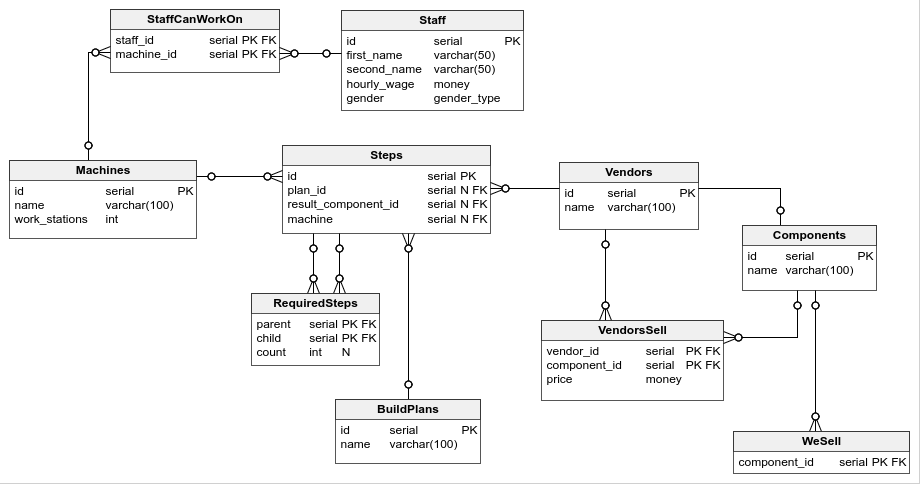 StaffCanWorkOn
staff_id serial PK FK
machine_id serial PK FK
Staff
id serial PK
first_name varchar(50)
second_name varchar(50)
hourly_wage money
gender gender_type
Machines
id serial PK
name varchar(100)
work_stations int
Steps
id serial PK
plan_id serial N FK
result_component_id serial N FK
machine serial N FK
Vendors
id serial PK
name varchar(100)
Components
id serial PK
name varchar(100)
RequiredSteps
parent serial PK FK
child serial PK FK
count int N
VendorsSell
vendor_id serial PK FK
component_id serial PK FK
price money
BuildPlans
id serial PK
name varchar(100)
WeSell
component_id serial PK FK